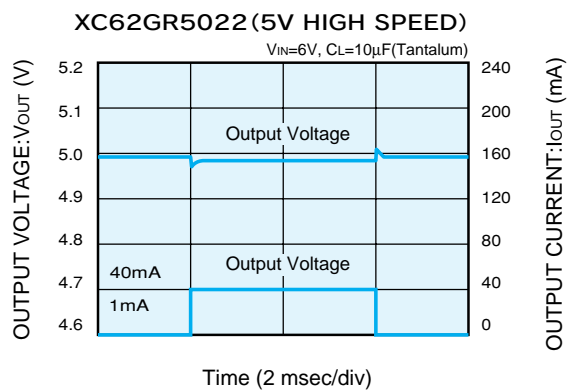 XC62GR5022(5V HIGH SPEED)
VIN=6V, CL=10μF(Tantalum)
OUTPUT VOLTAGE:VOUT (V)
5.2
5.1
5.0
4.9
4.8
4.7
4.6
Output Voltage
Output Voltage
40mA
1mA
240
200
160
120
80
40
0
OUTPUT CURRENT:IOUT (mA)
Time (2 msec/div)